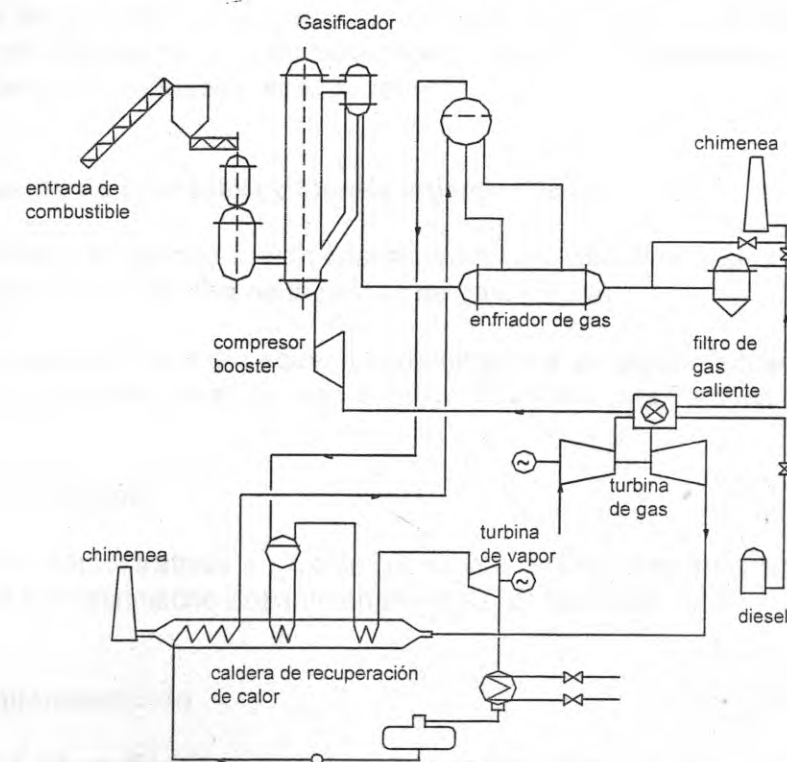 Gasificador
chimenea
entrada de
combustible
enfriador de gas
compresor
booster
filtro de
gas
caliente
turbina
de gas
turbina
de vapor
chimenea
diesel
caldera de recuperación
de calor